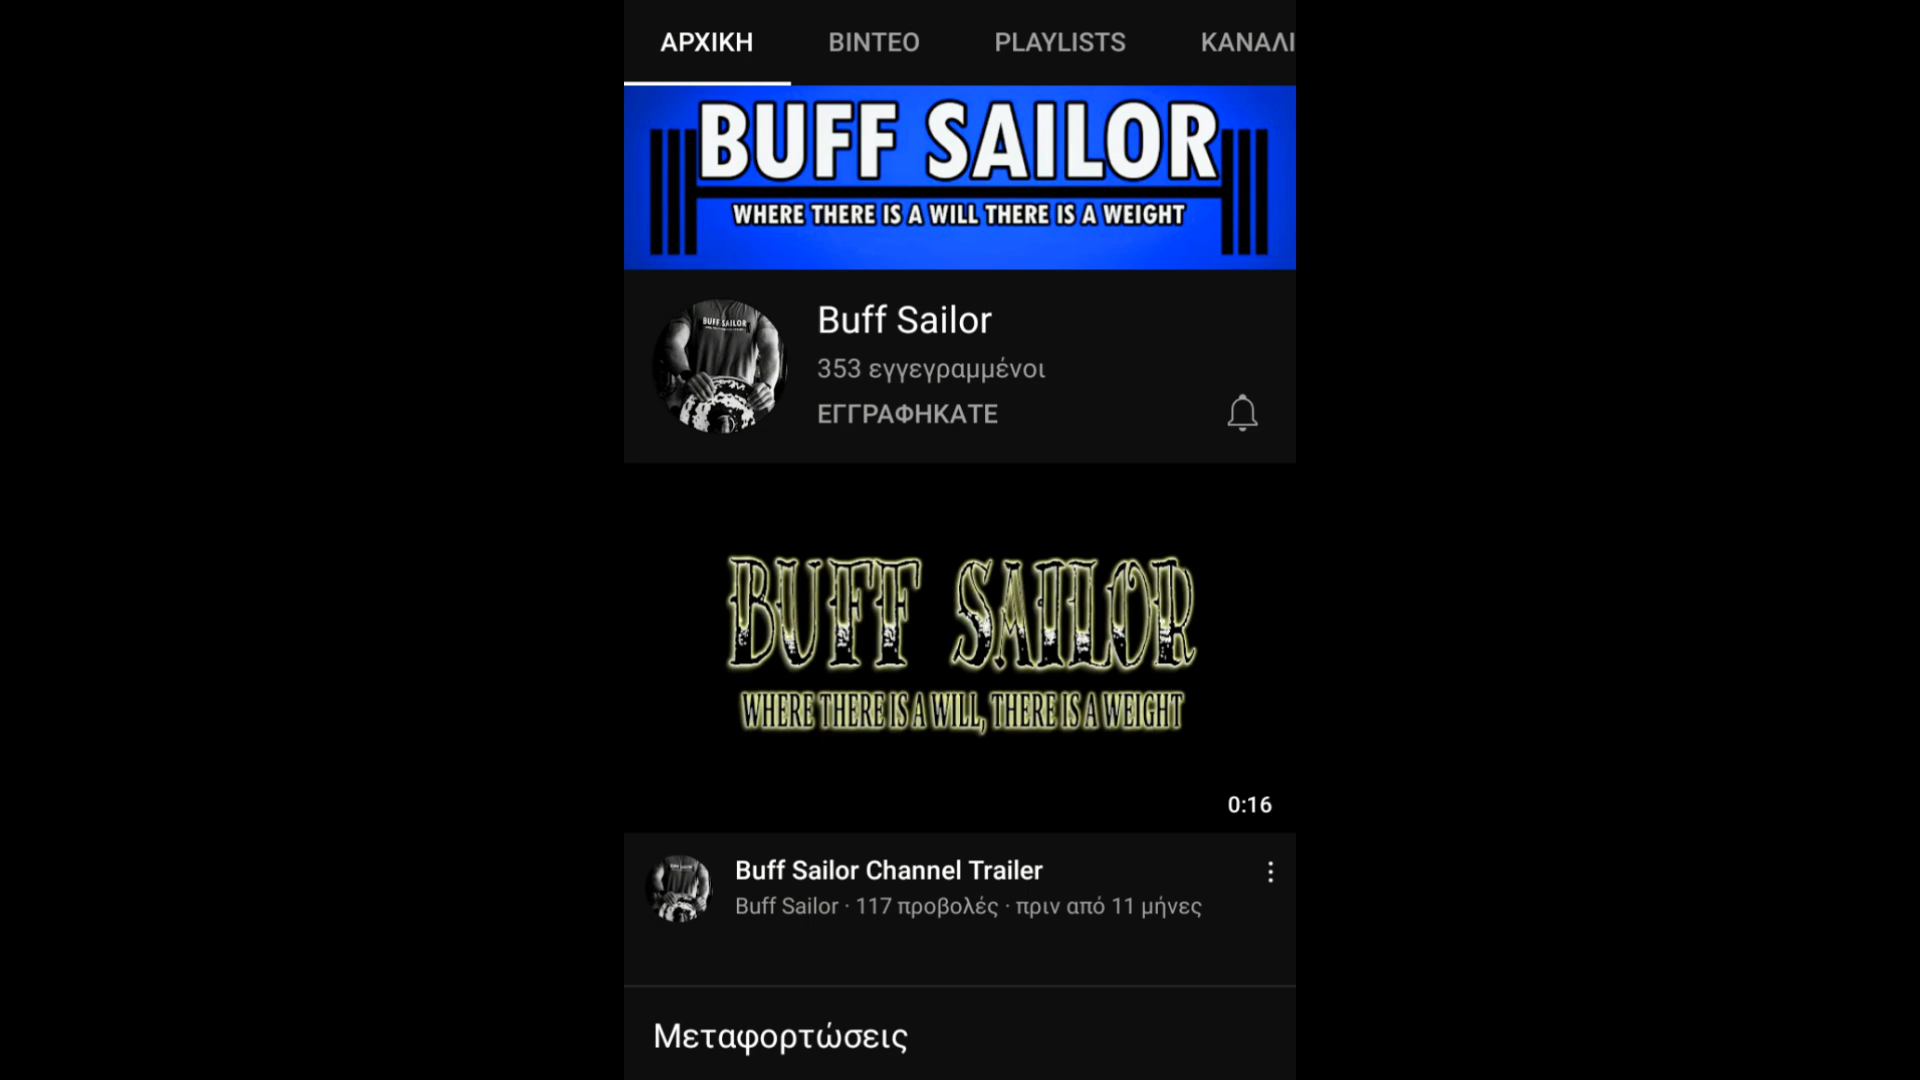 ΑΡΧΙΚΗ ΒΙΝΤΕΟ PLAYLISTS ΚΑΝΑΛΙ
BUFF SAILOR
WHERE THERE IS A WILL THERE IS A WEIGHT
BUFF SAILOR
Buff Sailor
353 εγγεγραμμένοι
ΕΓΓΡΑΦΗΚΑΤΕ
BUFF SAILOR
WHERE THERE IS A WILL, THERE IS A WEIGHT
0:16
Buff Sailor Channel Trailer
Buff Sailor · 117 προβολές · πριν από 11 μήνες
Μεταφορτώσεις